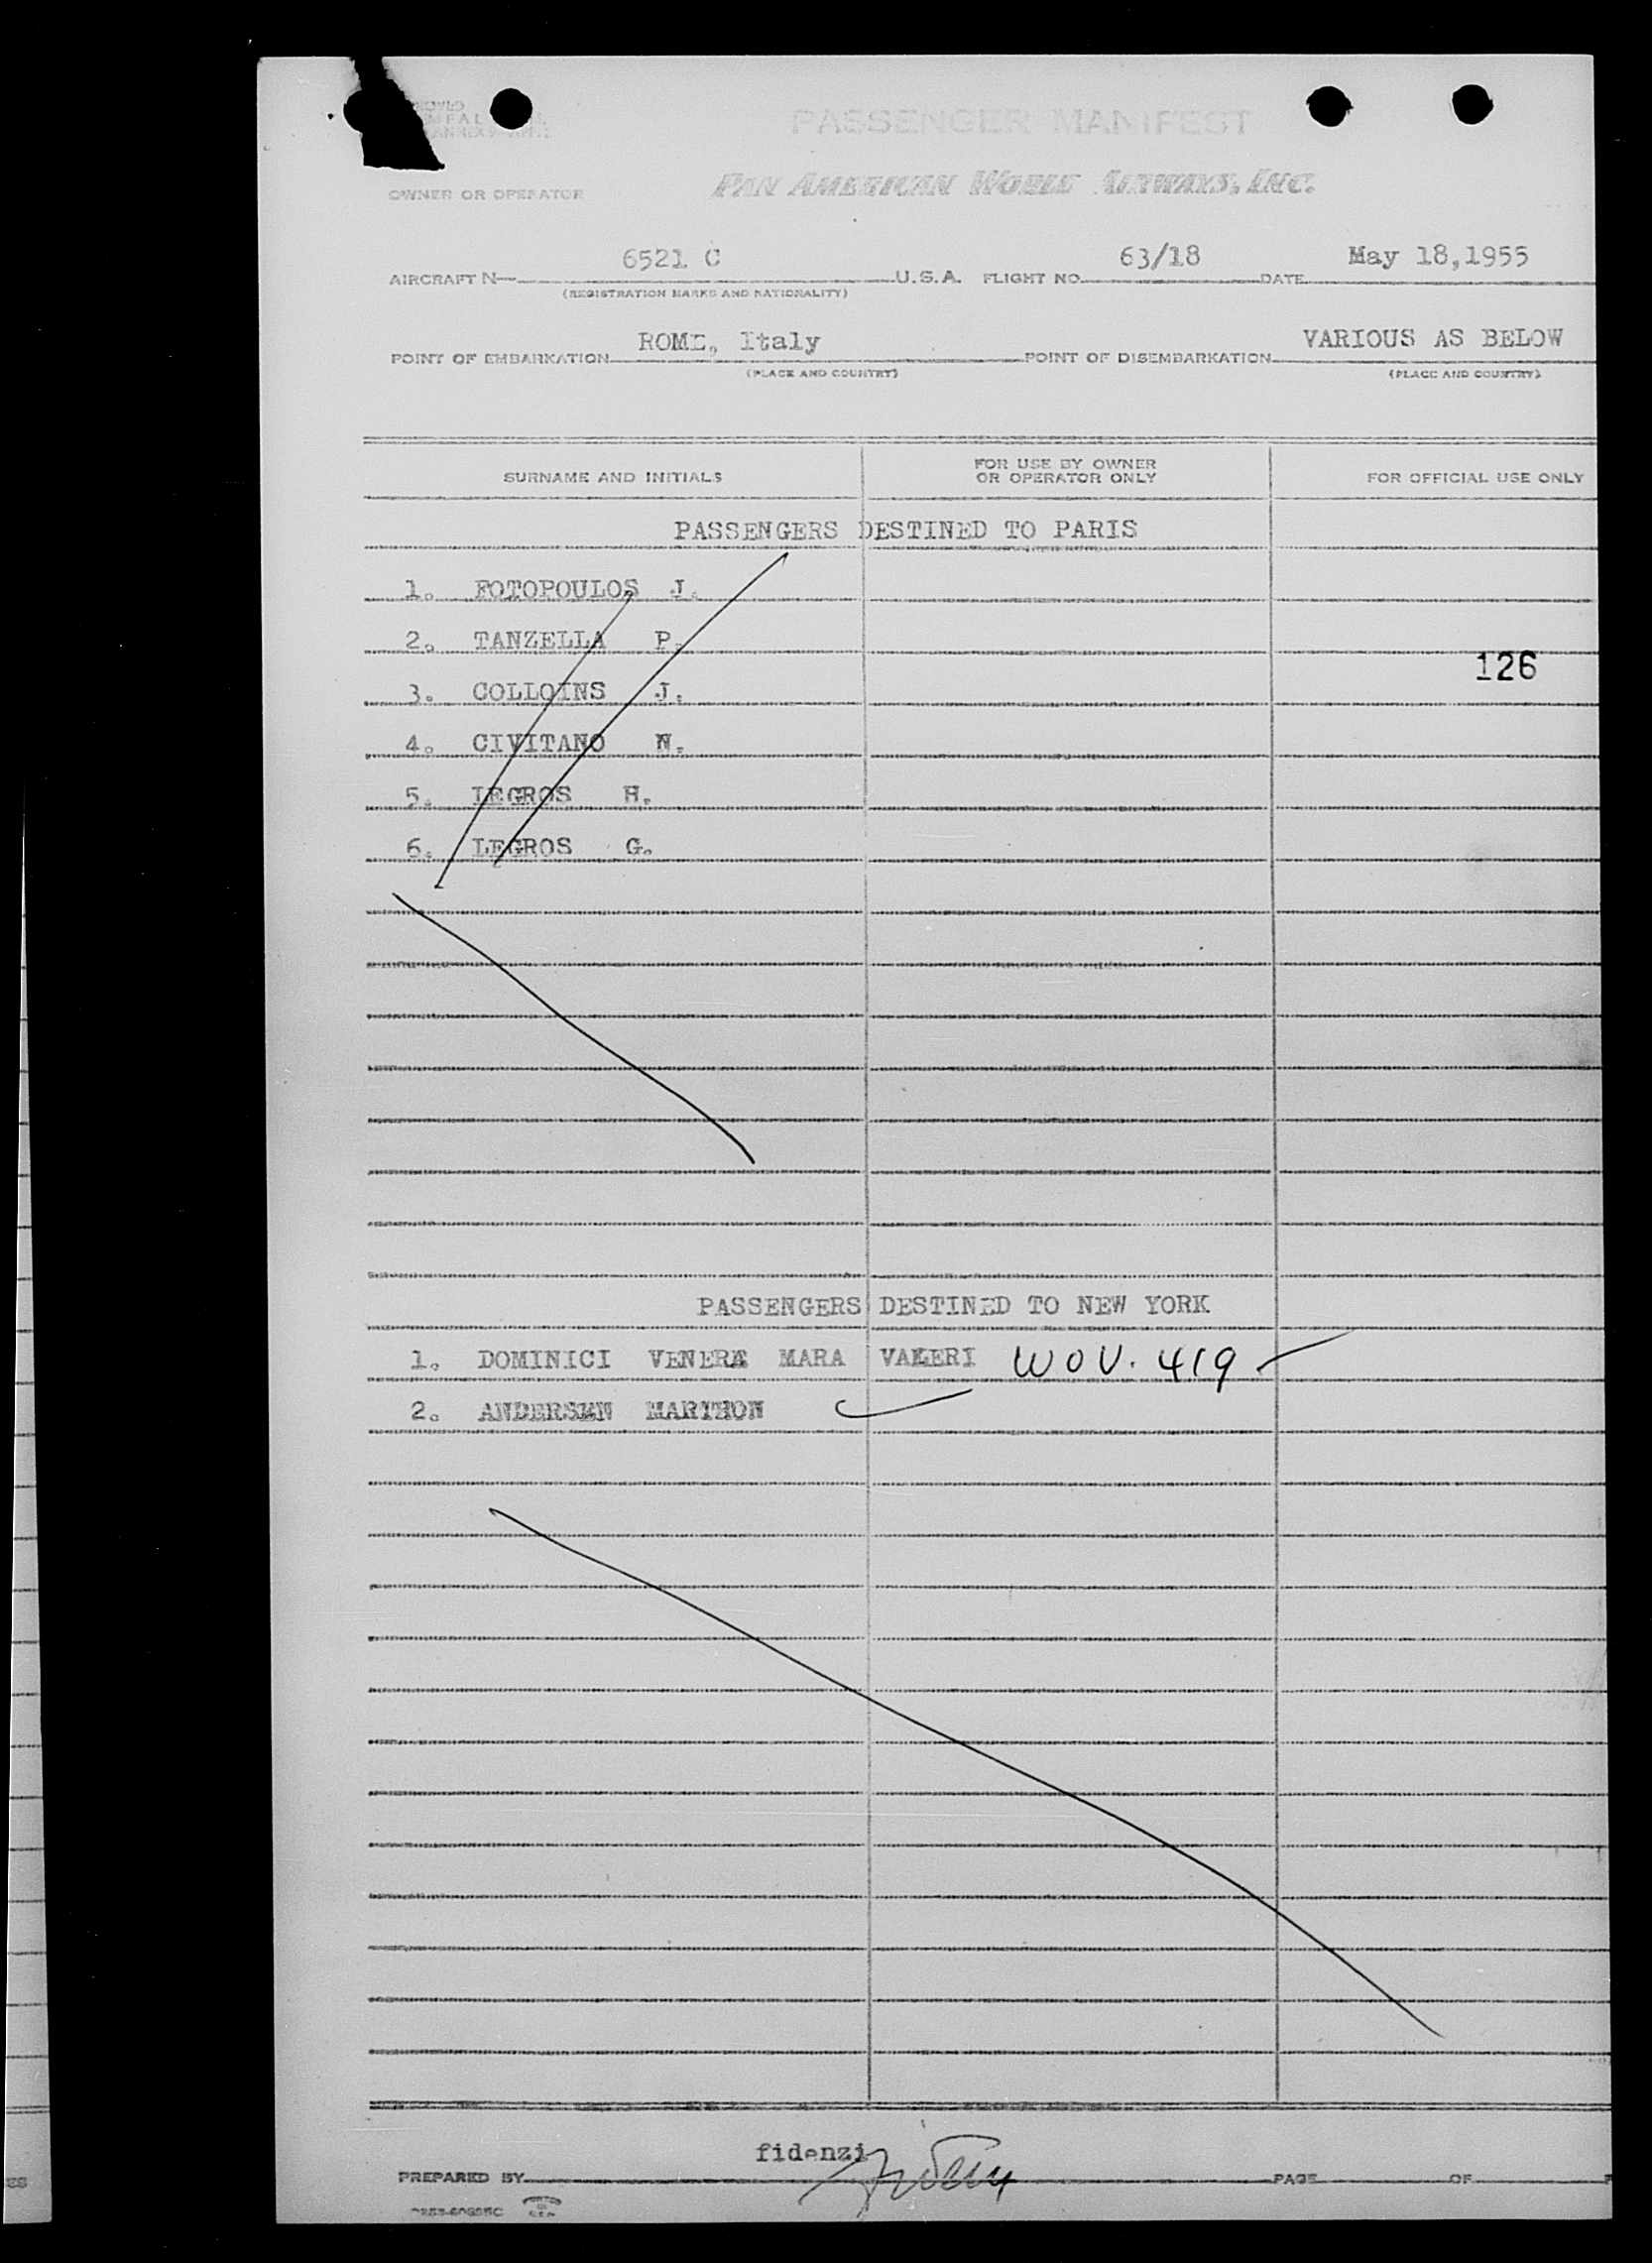 PASSENGER MANIFEST
OWNER OR OPERATOR PAN AMERICAN WORLD AIRWAYS, INC.
AIRCRAFT N— 6521 C U.S.A. FLIGHT NO. 63/18 DATE May 18,1955
(REGISTRATION MARKS AND NATIONALITY)
POINT OF EMBARKATION ROME, Italy POINT OF DISEMBARKATION VARIOUS AS BELOW
(PLACE AND COUNTRY) (PLACE AND COUNTRY)
SURNAME AND INITIALS FOR USE BY OWNER OR OPERATOR ONLY FOR OFFICIAL USE ONLY
PASSENGERS DESTINED TO PARIS
1. FOTOPOULOS J.
2. TANZELLA P.
126
3. COLLOINS J.
4. CIVITANO N.
5. LEGROS H.
6. LEGROS G.
PASSENGERS DESTINED TO NEW YORK
1. DOMINICI VENERA MARA VALERI WOV. 419
2. ANDERSEN MARTHON
fidenzi
PREPARED BY PAGE OF